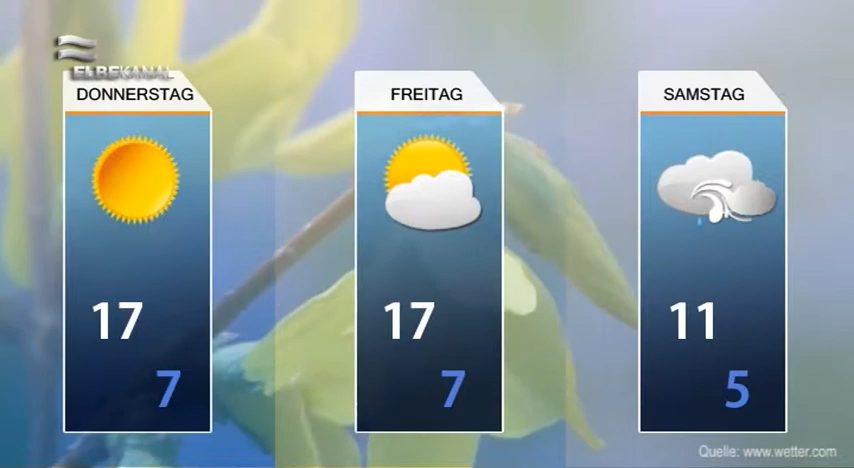 ELBEKANAL
DONNERSTAG
FREITAG
SAMSTAG
17
17
11
7
7
5
Quelle: www.wetter.com